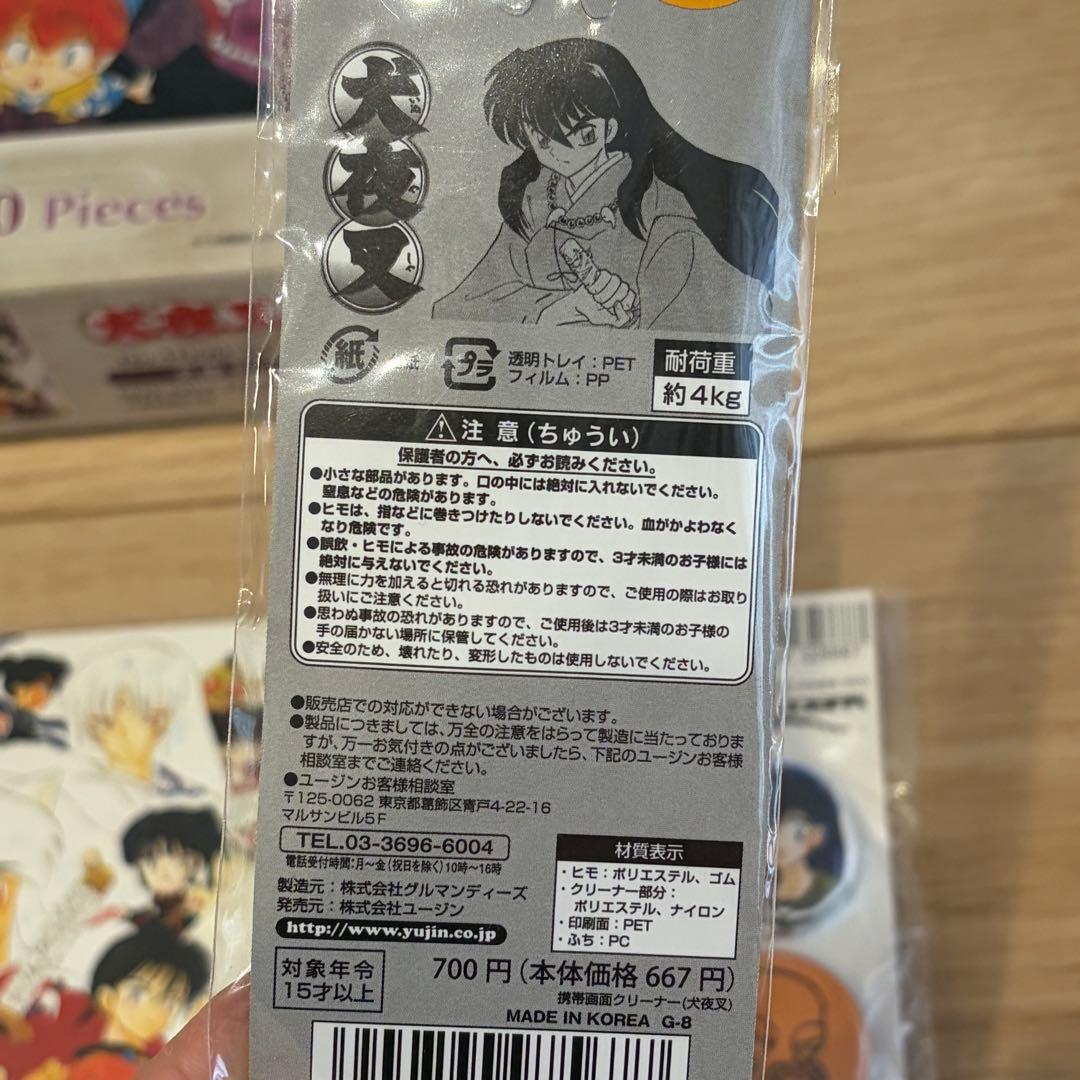 犬夜叉
いぬ
や
しゃ
紙
プラ
透明トレイ：PET
フィルム：PP
耐荷重
約4kg
注 意（ちゅうい）
保護者の方へ、必ずお読みください。
●小さな部品があります。口の中には絶対に入れないでください。
窒息などの危険があります。
●ヒモは、指などに巻きつけたりしないでください。血がかよわなく
なり危険です。
●誤飲・ヒモによる事故の危険がありますので、3才未満のお子様には
絶対に与えないでください。
●無理に力を加えると切れる恐れがありますので、ご使用の際はお取り
扱いにご注意ください。
●思わぬ事故の恐れがありますので、ご使用後は3才未満のお子様の
手の届かない場所に保管してください。
●安全のため、壊れたり、変形したものは使用しないでください。
●販売店での対応ができない場合がございます。
●製品につきましては、万全の注意をはらって製造に当たっておりま
すが、万一お気付きの点がございましたら、下記のユージンお客様
相談室までご連絡ください。
●ユージンお客様相談室
〒125-0062 東京都葛飾区青戸4-22-16
マルサンビル5F
TEL.03-3696-6004
電話受付時間：月〜金（祝日を除く）10時〜16時
製造元：株式会社グルマンディーズ
発売元：株式会社ユージン
http://www.yujin.co.jp
材質表示
・ヒモ：ポリエステル、ゴム
・クリーナー部分：
ポリエステル、ナイロン
・印刷面：PET
・ふち：PC
対象年令
15才以上
700円（本体価格 667円）
携帯画面クリーナー（犬夜叉）
MADE IN KOREA G-8
0 Pieces